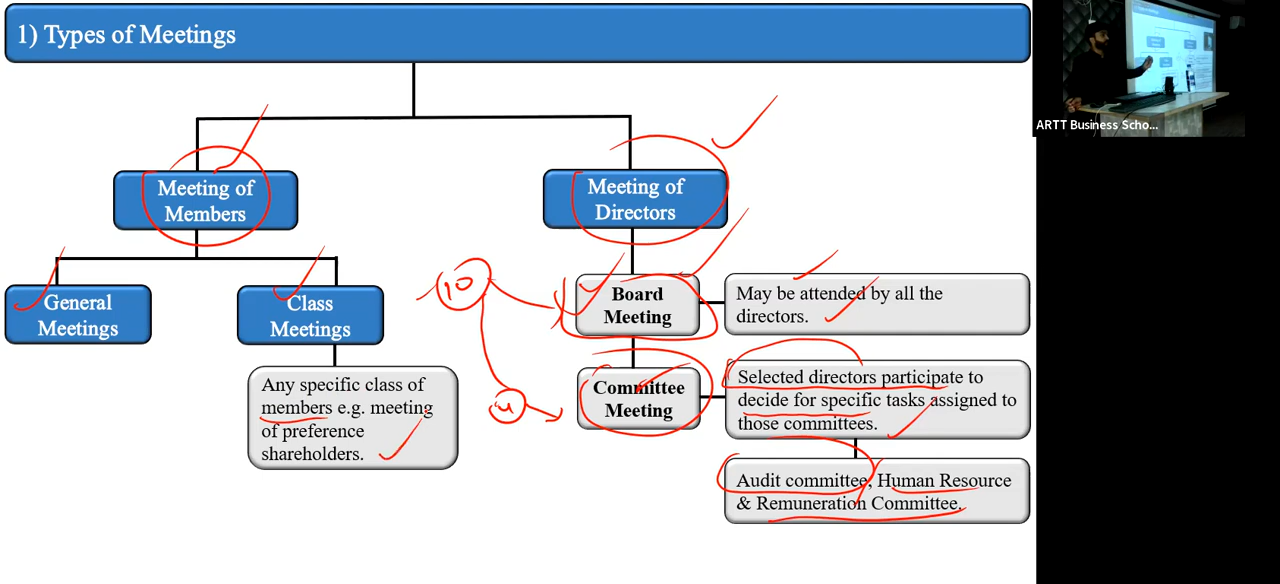 1) Types of Meetings
ARTT Business Scho...
Meeting of
Members
Meeting of
Directors
General
Meetings
Class
Meetings
10
Board
Meeting
May be attended by all the
directors.
Any specific class of
members e.g. meeting
of preference
shareholders.
Committee
Meeting
Selected directors participate to
decide for specific tasks assigned to
those committees.
Audit committee, Human Resource
& Remuneration Committee.